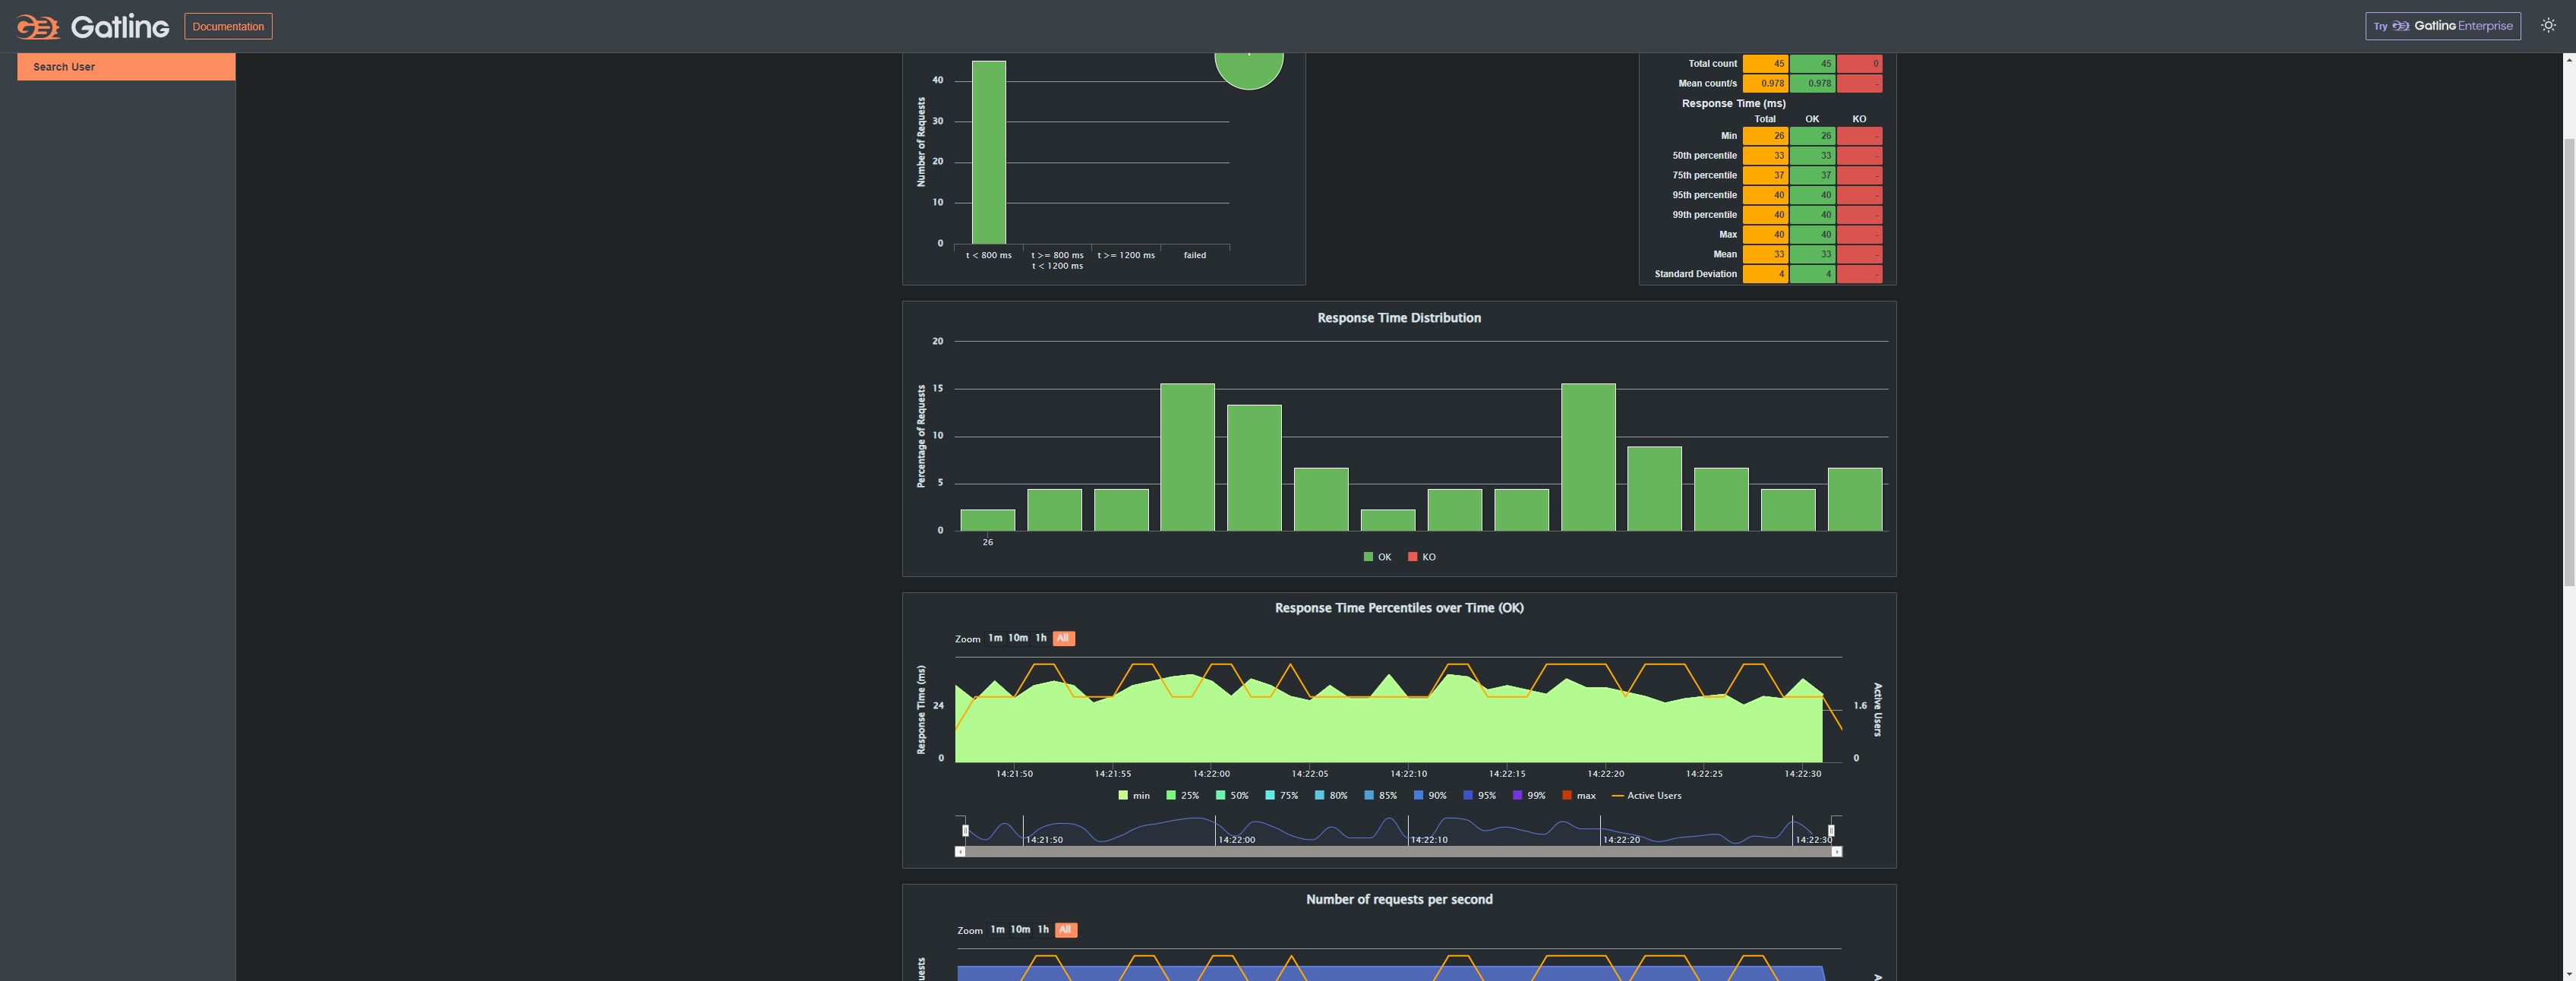 Gatling
Documentation
Try Gatling Enterprise
Search User
Number of Requests
40
30
20
10
0
t < 800 ms
t >= 800 ms
t < 1200 ms
t >= 1200 ms
failed
Total count 45 45 0
Mean count/s 0.978 0.978 -
Response Time (ms)
Total OK KO
Min 26 26 -
50th percentile 33 33 -
75th percentile 37 37 -
95th percentile 40 40 -
99th percentile 40 40 -
Max 40 40 -
Mean 33 33 -
Standard Deviation 4 4 -
Response Time Distribution
Percentage of Requests
20
15
10
5
0
26
OK KO
Response Time Percentiles over Time (OK)
Zoom 1m 10m 1h All
Response Time (ms)
24
0
Active Users
1.6
0
14:21:50 14:21:55 14:22:00 14:22:05 14:22:10 14:22:15 14:22:20 14:22:25 14:22:30
min 25% 50% 75% 80% 85% 90% 95% 99% max Active Users
14:21:50 14:22:00 14:22:10 14:22:20 14:22:30
Number of requests per second
Zoom 1m 10m 1h All